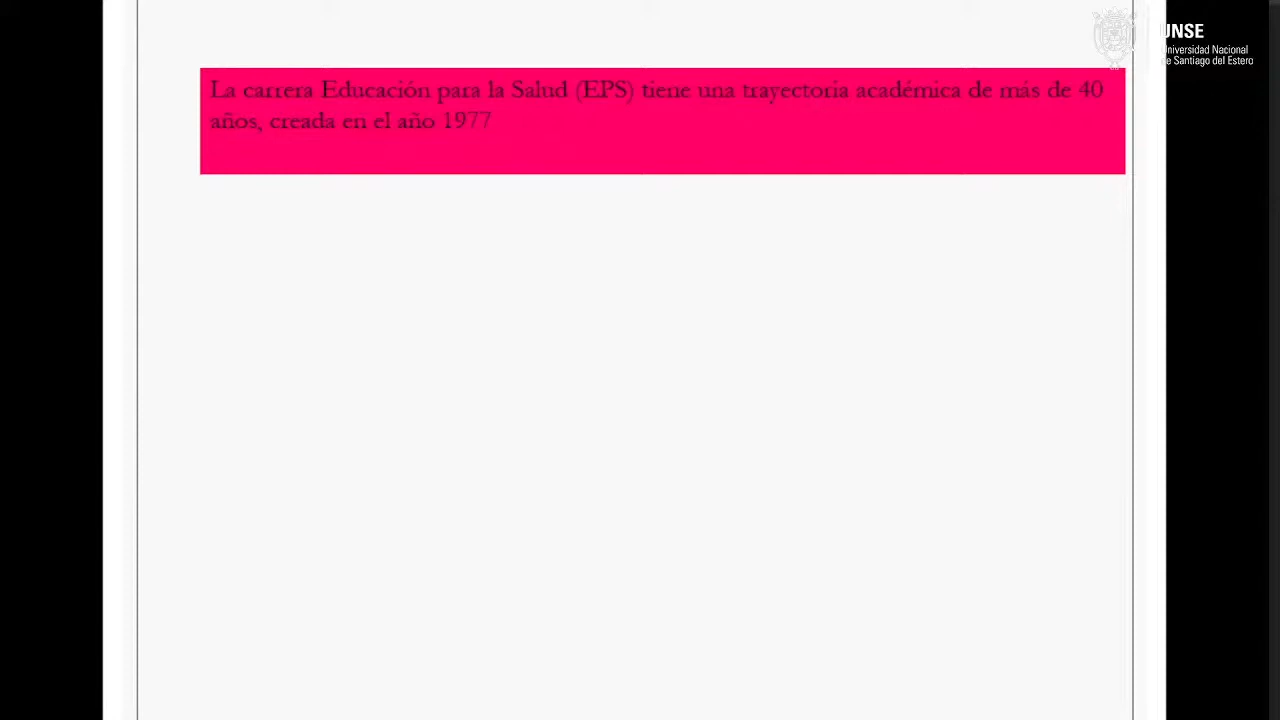 UNSE
Universidad Nacional
de Santiago del Estero
La carrera Educación para la Salud (EPS) tiene una trayectoria académica de más de 40
años, creada en el año 1977